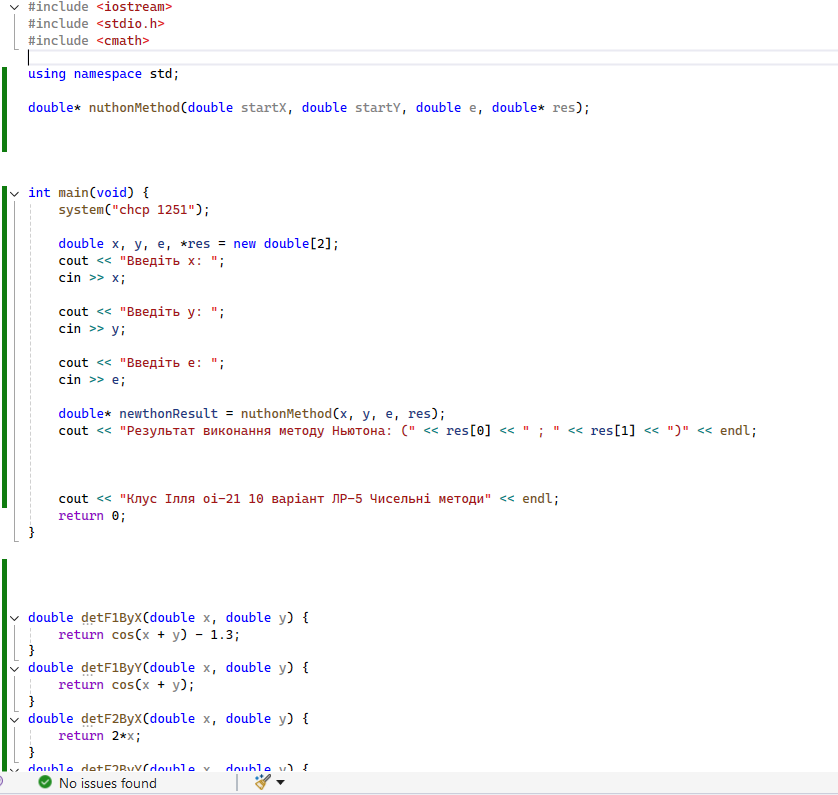 #include <iostream>
#include <stdio.h>
#include <cmath>
using namespace std;
double* nuthonMethod(double startX, double startY, double e, double* res);
int main(void) {
system("chcp 1251");
double x, y, e, *res = new double[2];
cout << "Введіть x: ";
cin >> x;
cout << "Введіть y: ";
cin >> y;
cout << "Введіть e: ";
cin >> e;
double* newthonResult = nuthonMethod(x, y, e, res);
cout << "Результат виконання методу Ньютона: (" << res[0] << " ; " << res[1] << ")" << endl;
cout << "Клус Ілля оі-21 10 варіант ЛР-5 Чисельні методи" << endl;
return 0;
}
double detF1ByX(double x, double y) {
return cos(x + y) - 1.3;
}
double detF1ByY(double x, double y) {
return cos(x + y);
}
double detF2ByX(double x, double y) {
return 2*x;
}
double detF2ByY(double x, double y) {
No issues found